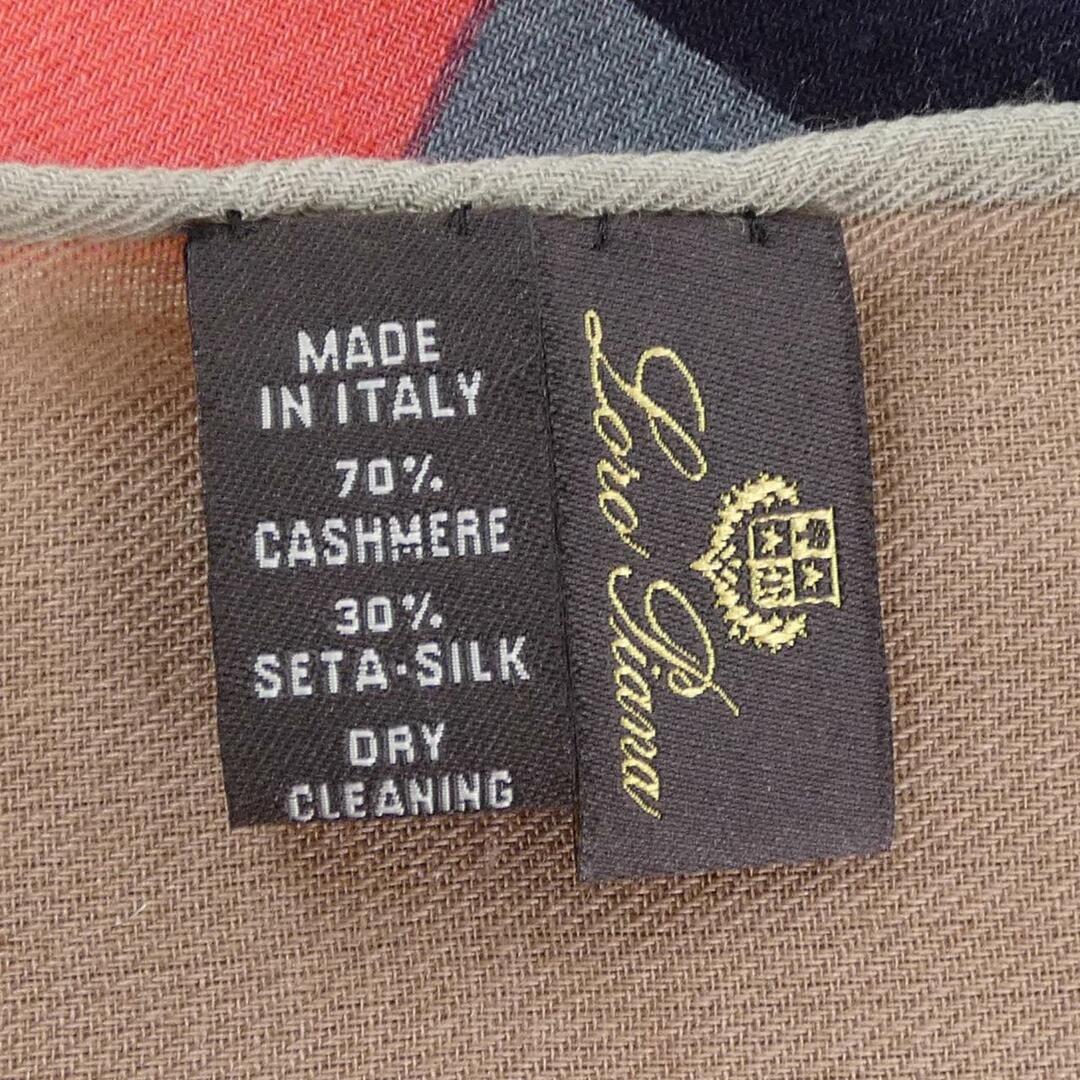 MADE
IN ITALY
70%
CASHMERE
30%
SETA-SILK
DRY
CLEANING
Loro Piana